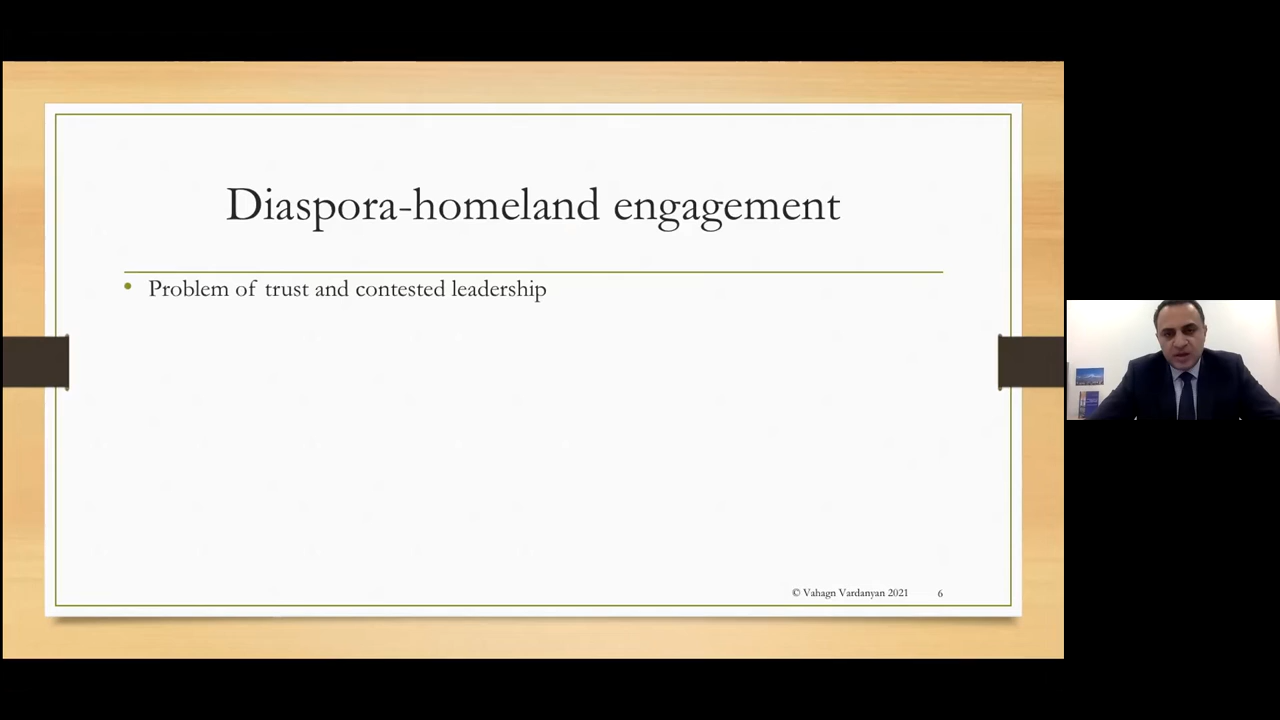 Diaspora-homeland engagement
• Problem of trust and contested leadership
© Vahagn Vardanyan 2021 6